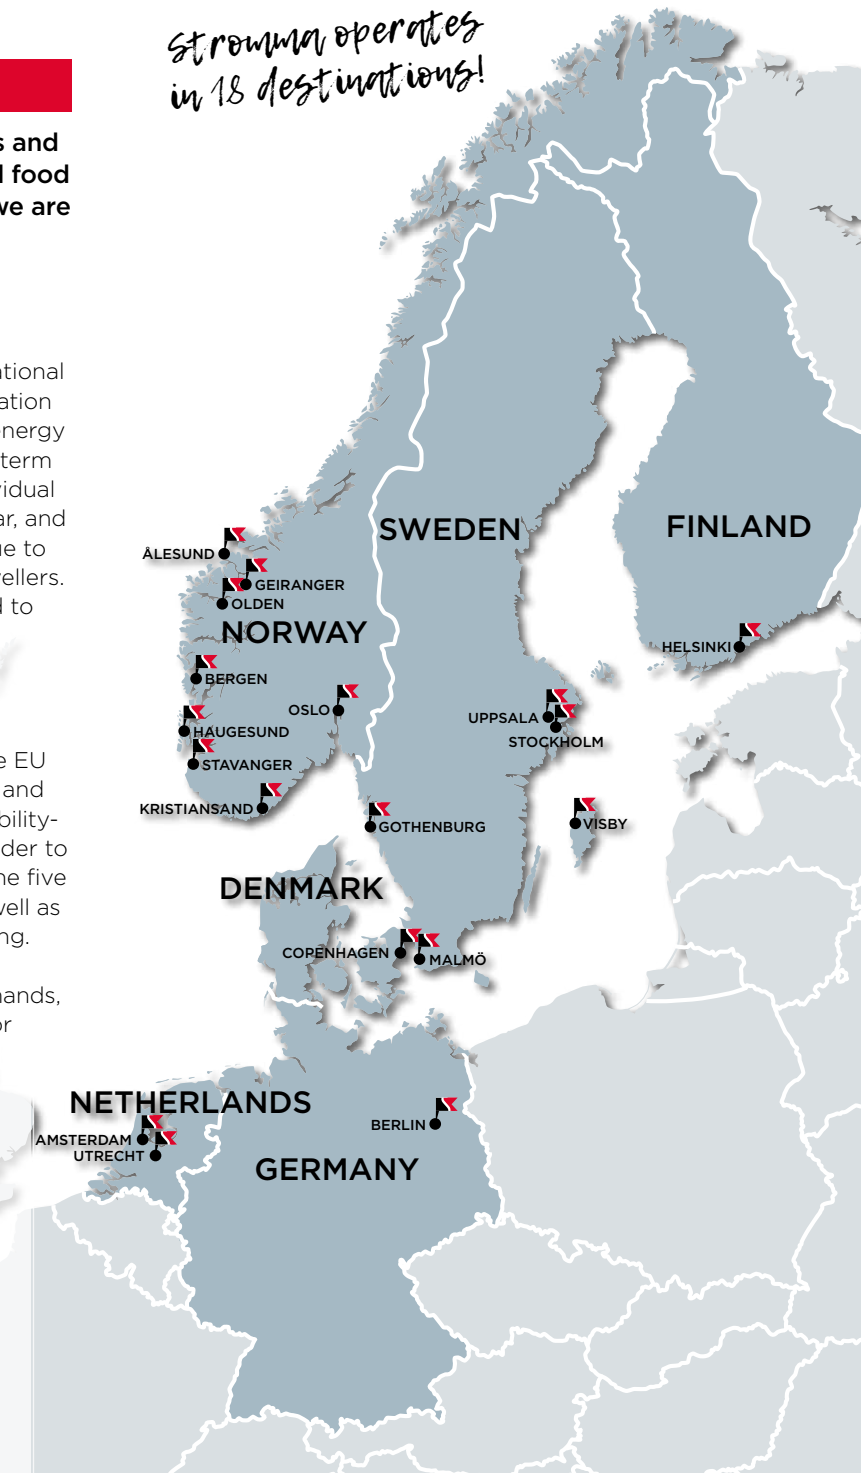 Stromma operates
in 18 destinations!
s and
d food
we are
ational
ation
energy
term
vidual
ar, and
ue to
ellers.
d to
e EU
and
bility-
der to
he five
well as
ng.
nands,
or
SWEDEN
FINLAND
ÅLESUND
GEIRANGER
OLDEN
NORWAY
HELSINKI
BERGEN
OSLO
UPPSALA
HAUGESUND
STOCKHOLM
STAVANGER
KRISTIANSAND
GOTHENBURG
VISBY
DENMARK
COPENHAGEN
MALMÖ
NETHERLANDS
BERLIN
AMSTERDAM
UTRECHT
GERMANY